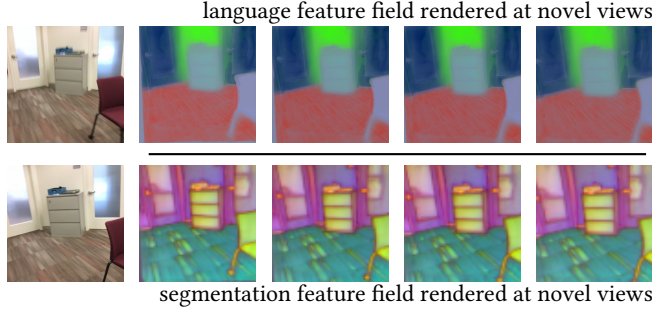 language feature field rendered at novel views
segmentation feature field rendered at novel views